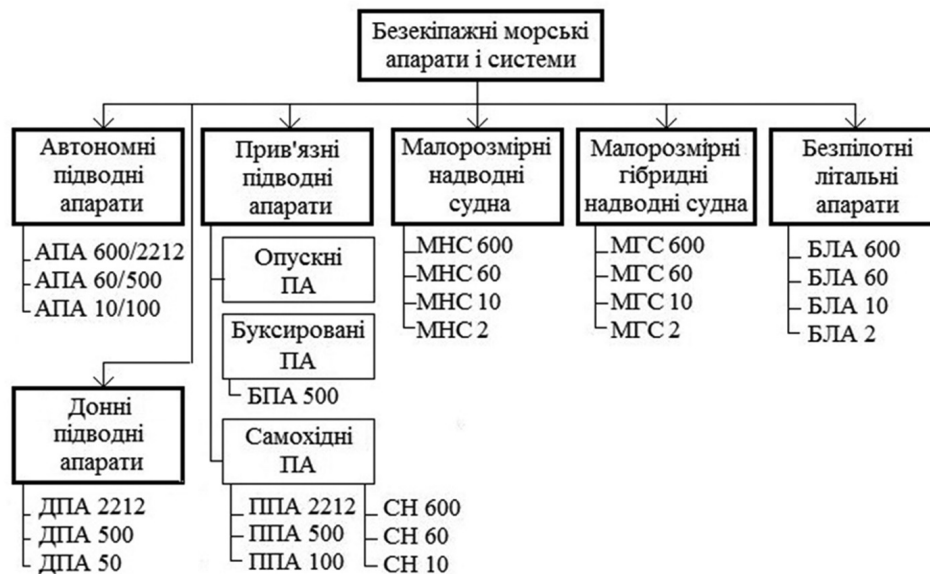 Безекіпажні морські
апарати і системи
Автономні
підводні
апарати
АПА 600/2212
АПА 60/500
АПА 10/100
Донні
підводні
апарати
ДПА 2212
ДПА 500
ДПА 50
Прив'язні
підводні
апарати
Опускні
ПА
Буксировані
ПА
БПА 500
Самохідні
ПА
ППА 2212
ППА 500
ППА 100
СН 600
СН 60
СН 10
Малорозмірні
надводні
судна
МНС 600
МНС 60
МНС 10
МНС 2
Малорозмірні
гібридні
надводні судна
МГС 600
МГС 60
МГС 10
МГС 2
Безпілотні
літальні
апарати
БЛА 600
БЛА 60
БЛА 10
БЛА 2